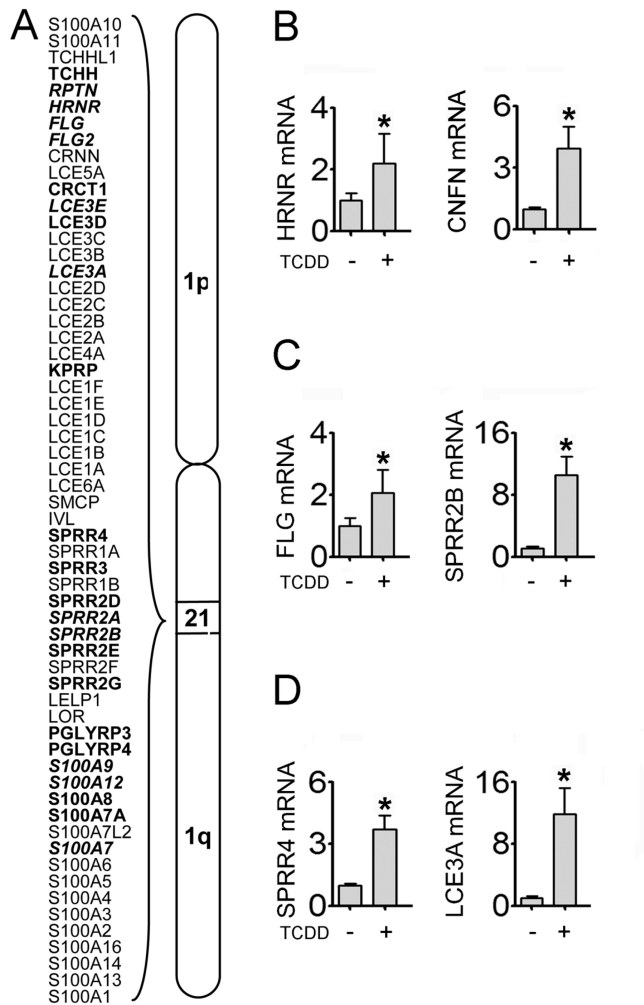 A
S100A10
S100A11
TCHHL1
TCHH
RPTN
HRNR
FLG
FLG2
CRNN
LCE5A
CRCT1
LCE3E
LCE3D
LCE3C
LCE3B
LCE3A
LCE2D
LCE2C
LCE2B
LCE2A
LCE4A
KPRP
LCE1F
LCE1E
LCE1D
LCE1C
LCE1B
LCE1A
LCE6A
SMCP
IVL
SPRR4
SPRR1A
SPRR3
SPRR1B
SPRR2D
SPRR2A
SPRR2B
SPRR2E
SPRR2F
SPRR2G
LELP1
LOR
PGLYRP3
PGLYRP4
S100A9
S100A12
S100A8
S100A7A
S100A7L2
S100A7
S100A6
S100A5
S100A4
S100A3
S100A2
S100A16
S100A14
S100A13
S100A1
1p
21
1q
B
HRNR mRNA
4
2
0
*
TCDD - +
CNFN mRNA
6
3
0
*
- +
C
FLG mRNA
4
2
0
*
TCDD - +
SPRR2B mRNA
16
8
0
*
- +
D
SPRR4 mRNA
6
3
0
*
TCDD - +
LCE3A mRNA
16
8
0
*
- +